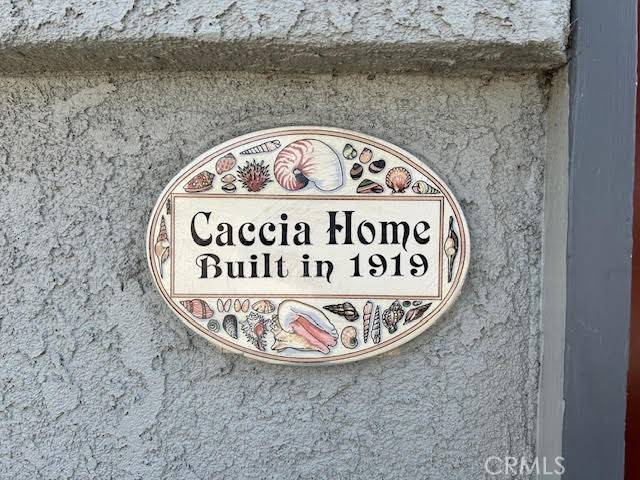 Caccia Home
Built in 1919
CRMLS